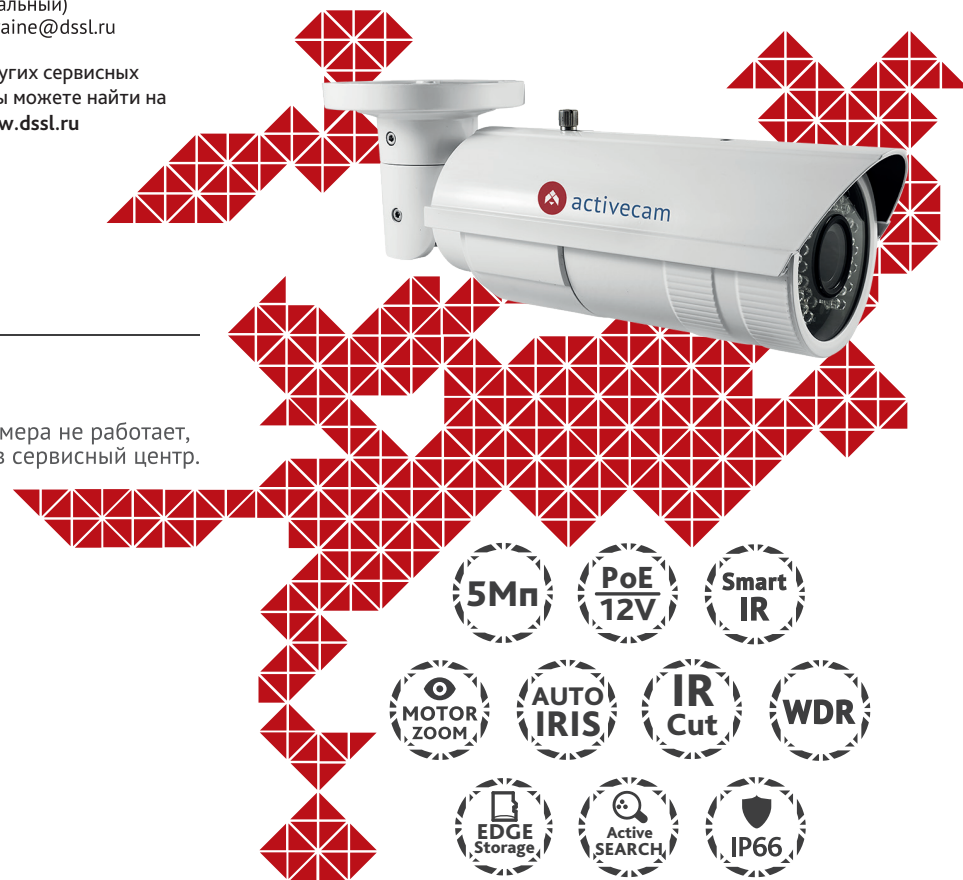 альный)
aine@dssl.ru
угих сервисных
ы можете найти на
w.dssl.ru
activecam
мера не работает,
в сервисный центр.
5Мп
PoE
12V
Smart
IR
MOTOR
ZOOM
AUTO
IRIS
IR
Cut
WDR
EDGE
Storage
Active
SEARCH
IP66